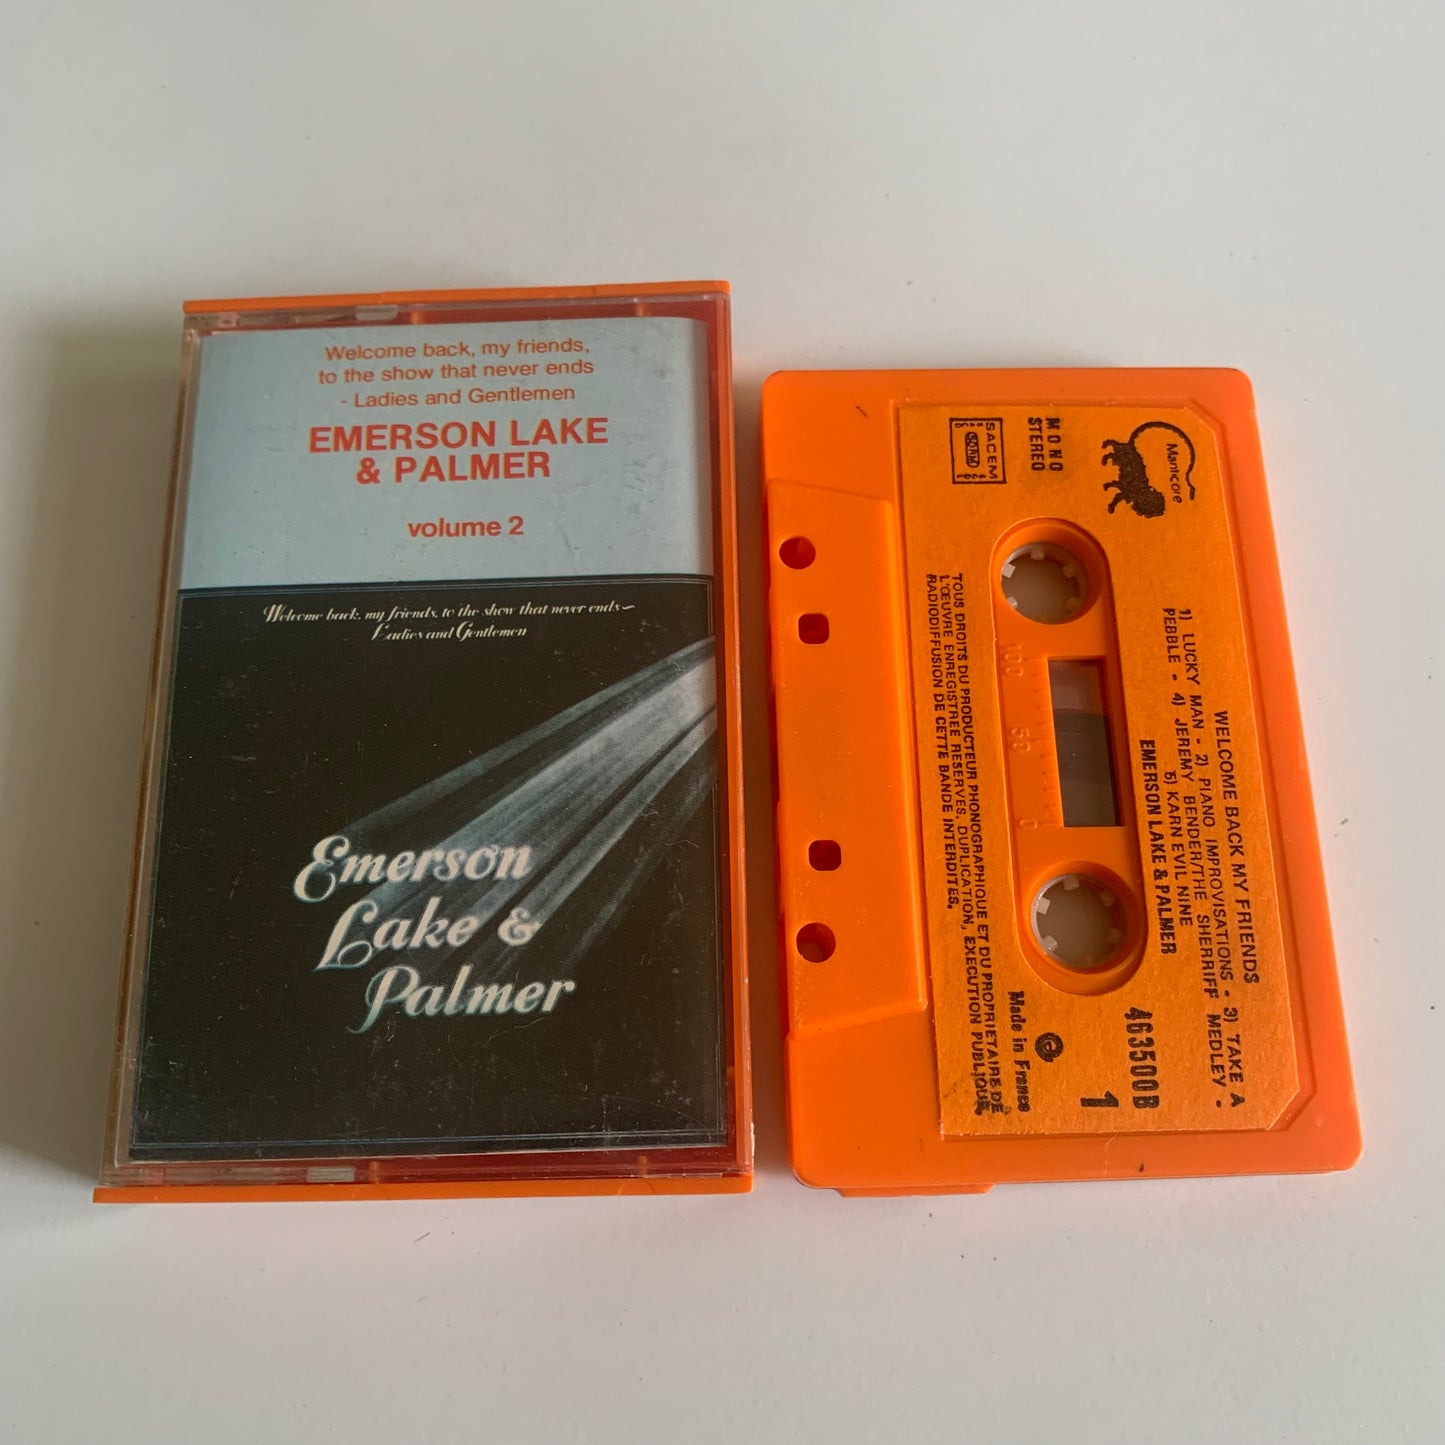 Welcome back, my friends,
to the show that never ends
- Ladies and Gentlemen
EMERSON LAKE
& PALMER
volume 2
Welcome back, my friends, to the show that never ends~
Ladies and Gentlemen
Emerson
Lake &
Palmer
Manticore
MONO
STEREO
SACEM
SDRM
WELCOME BACK MY FRIENDS
1) LUCKY MAN - 2) PIANO IMPROVISATIONS - 3) TAKE A
PEBBLE - 4) JEREMY BENDER/THE SHERRIFF MEDLEY -
5) KARN EVIL NINE
EMERSON LAKE & PALMER
463500B
1
Made in France
100 50 0
TOUS DROITS DU PRODUCTEUR PHONOGRAPHIQUE ET DU PROPRIETAIRE DE
L'ŒUVRE ENREGISTREE RESERVES, DUPLICATION, EXECUTION PUBLIQUE,
RADIODIFFUSION DE CETTE BANDE INTERDITES.